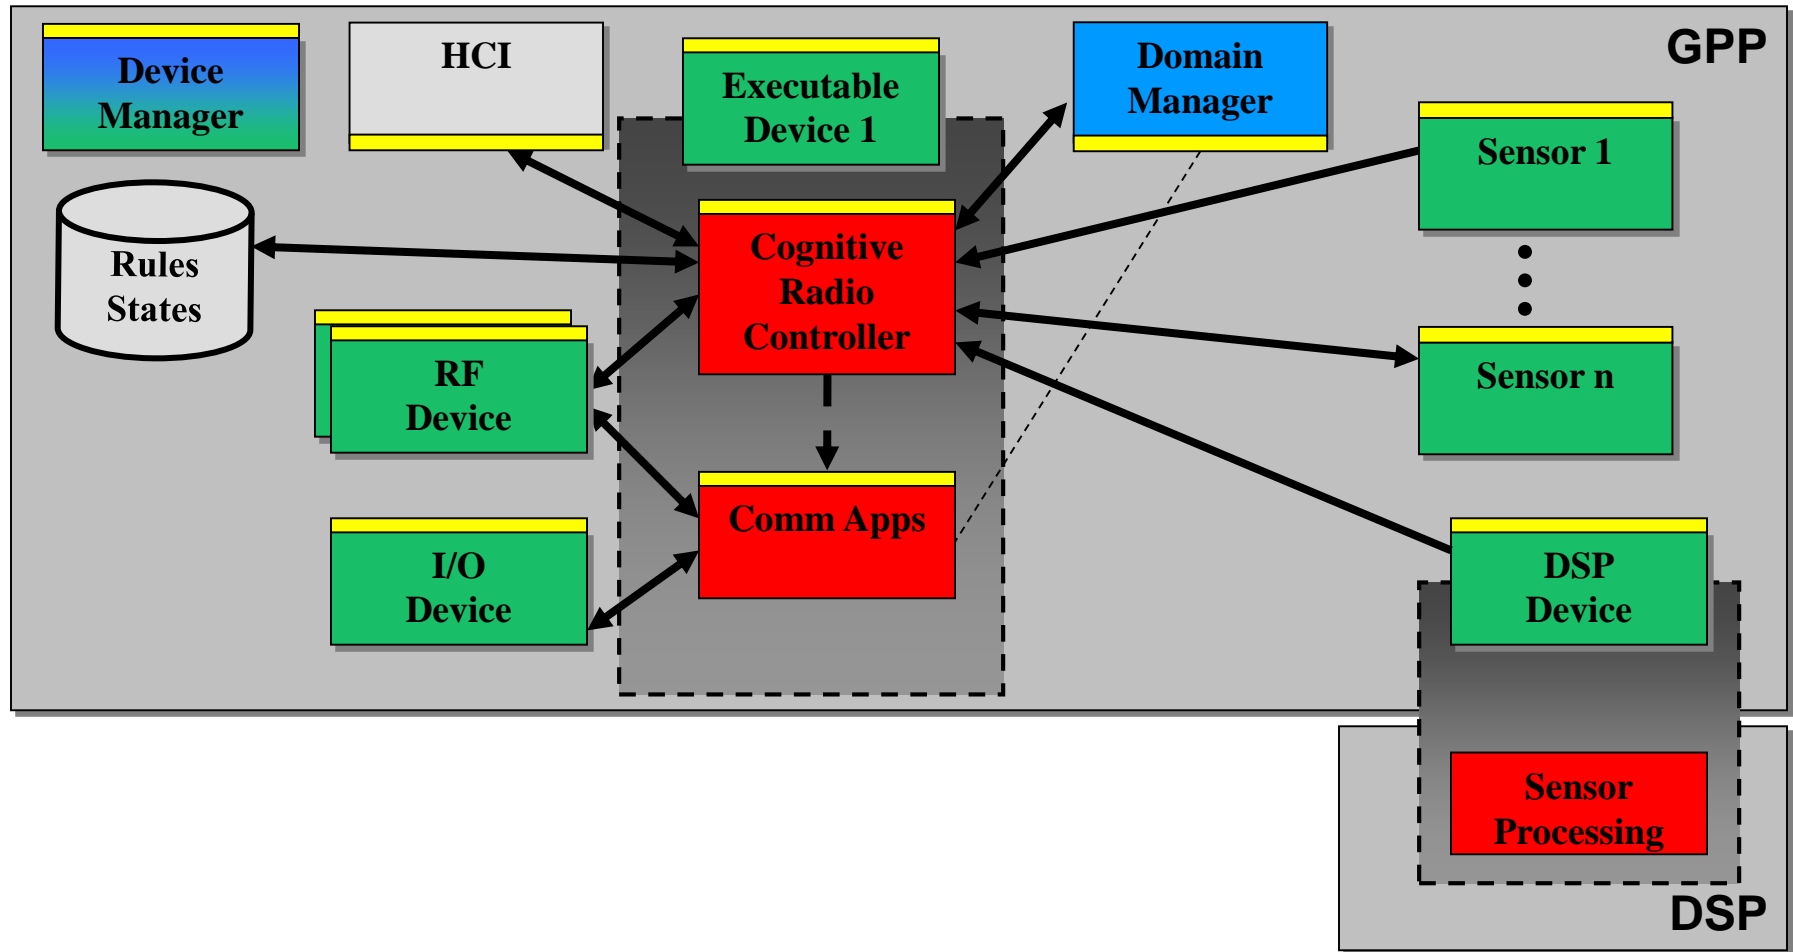 GPP
Device
Manager
HCI
Executable
Device 1
Domain
Manager
Sensor 1
Rules
States
Cognitive
Radio
Controller
RF
Device
Sensor n
Comm Apps
I/O
Device
DSP
Device
Sensor
Processing
DSP